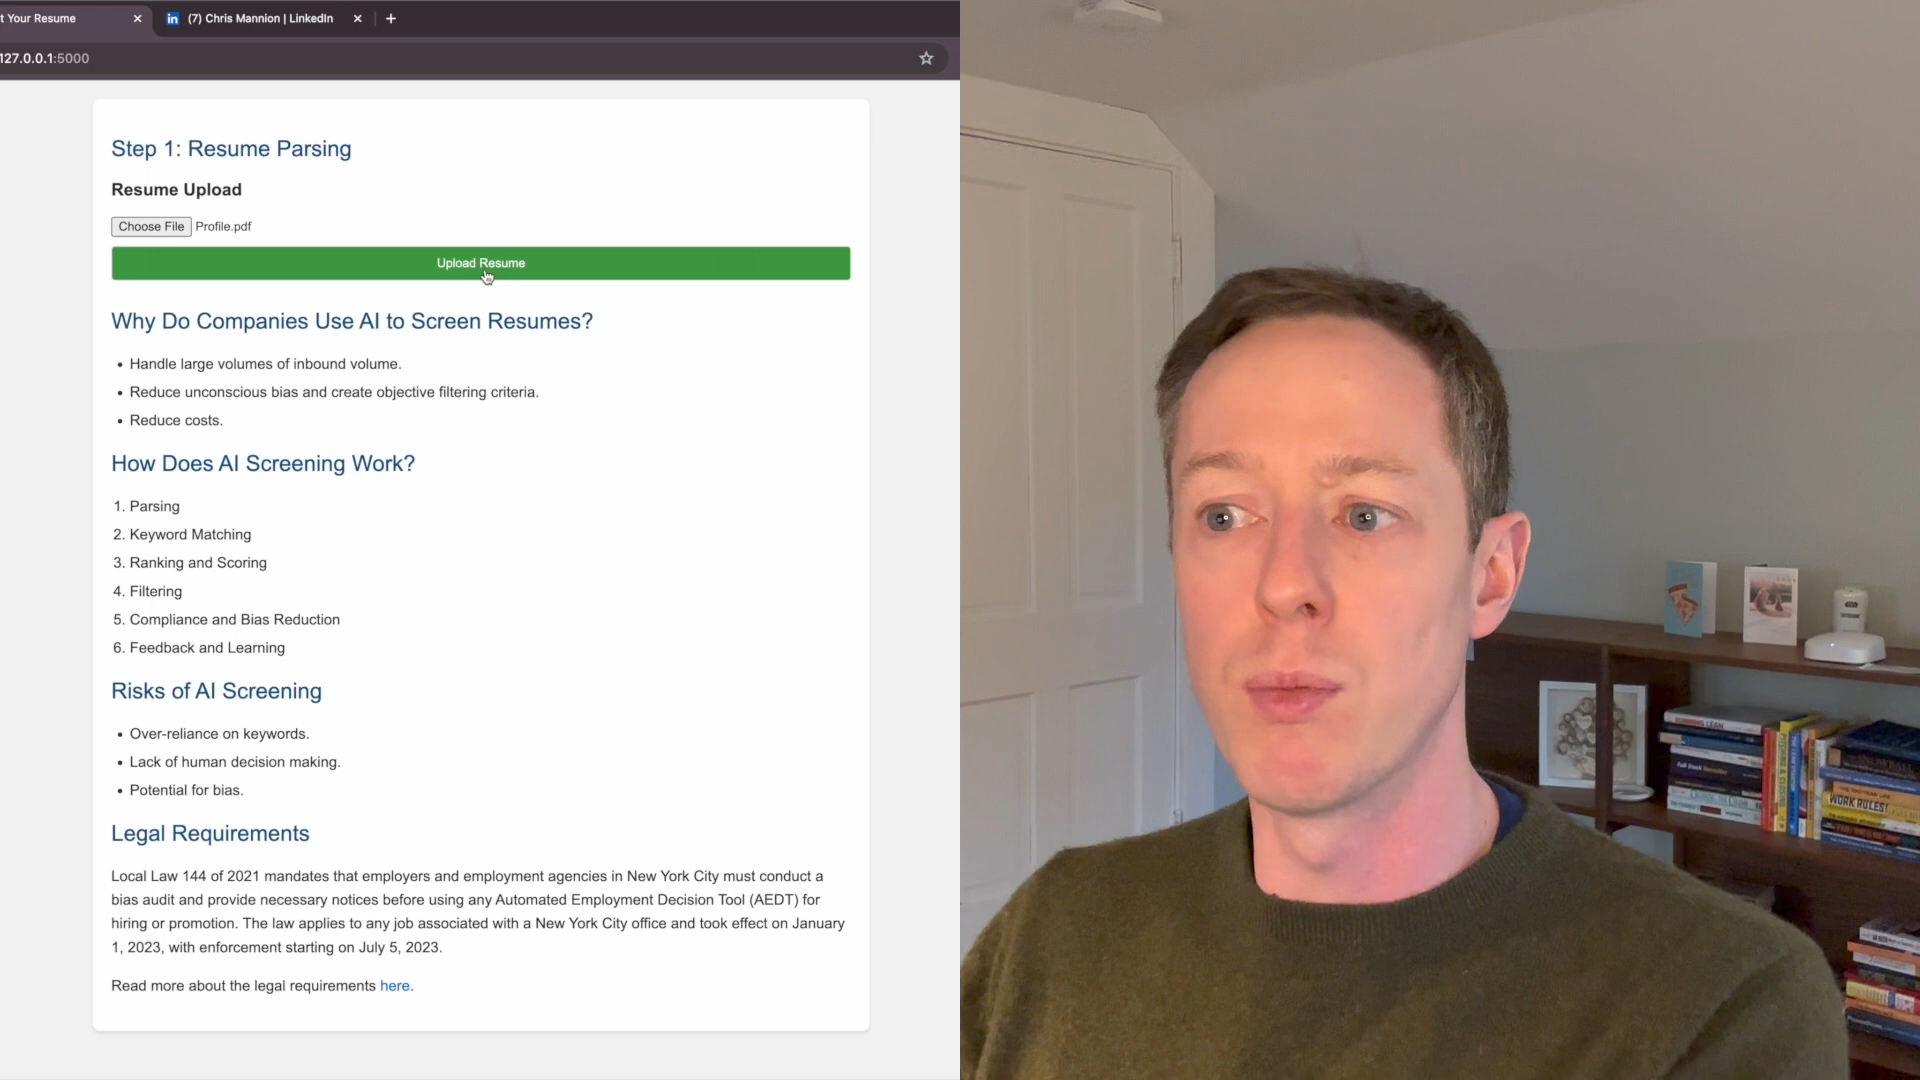 t Your Resume
(7) Chris Mannion | LinkedIn
127.0.0.1:5000
Step 1: Resume Parsing
Resume Upload
Choose File Profile.pdf
Upload Resume
Why Do Companies Use AI to Screen Resumes?
• Handle large volumes of inbound volume.
• Reduce unconscious bias and create objective filtering criteria.
• Reduce costs.
How Does AI Screening Work?
1. Parsing
2. Keyword Matching
3. Ranking and Scoring
4. Filtering
5. Compliance and Bias Reduction
6. Feedback and Learning
Risks of AI Screening
• Over-reliance on keywords.
• Lack of human decision making.
• Potential for bias.
Legal Requirements
Local Law 144 of 2021 mandates that employers and employment agencies in New York City must conduct a
bias audit and provide necessary notices before using any Automated Employment Decision Tool (AEDT) for
hiring or promotion. The law applies to any job associated with a New York City office and took effect on January
1, 2023, with enforcement starting on July 5, 2023.
Read more about the legal requirements here.
WORK RULES!